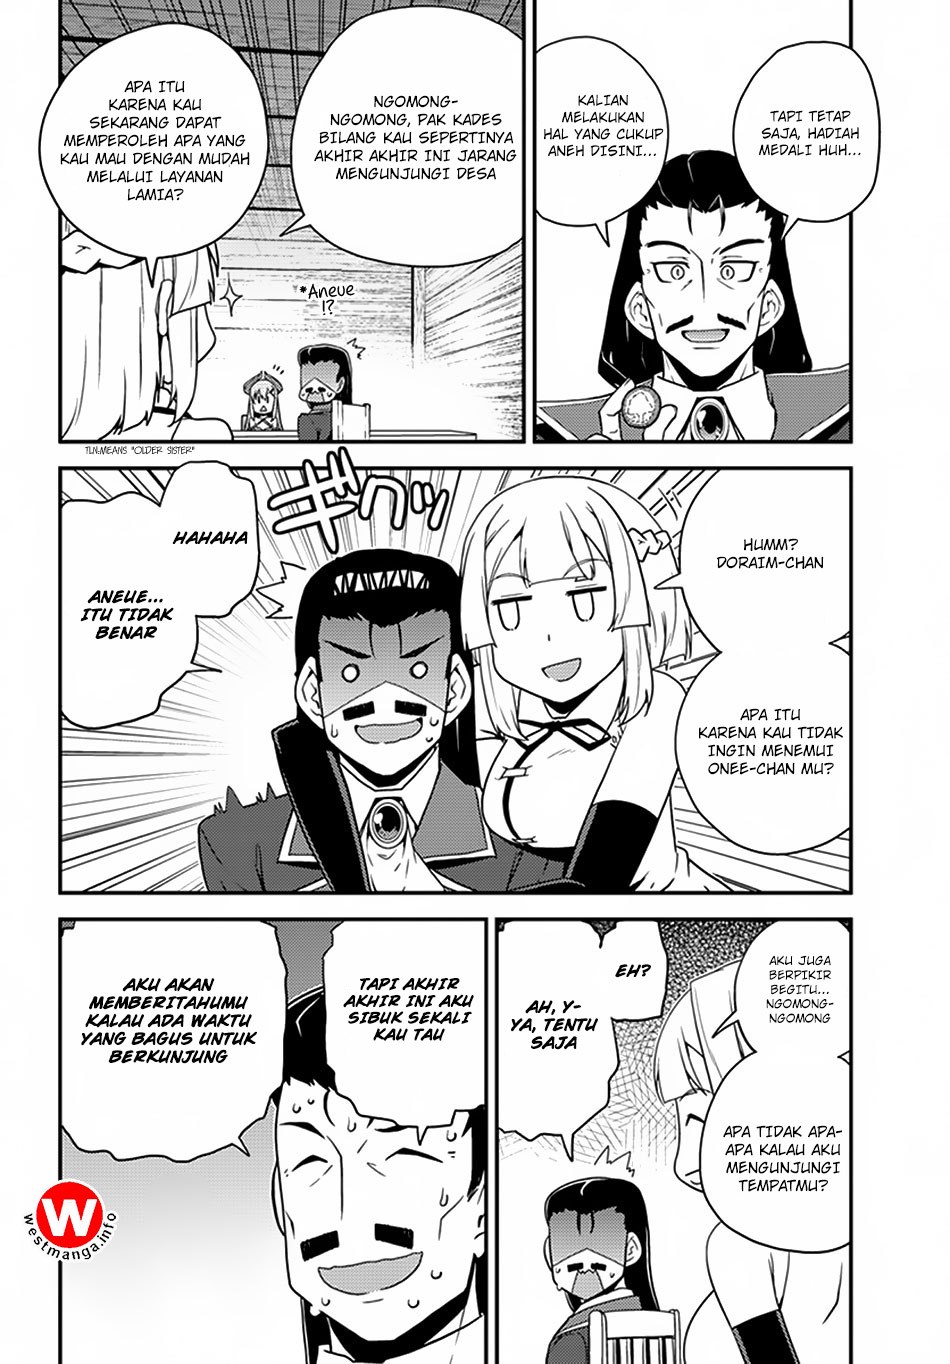 TAPI TETAP
SAJA, HADIAH
MEDALI HUH...
KALIAN
MELAKUKAN
HAL YANG CUKUP
ANEH DISINI...
NGOMONG-
NGOMONG, PAK KADES
BILANG KAU SEPERTINYA
AKHIR AKHIR INI JARANG
MENGUNJUNGI DESA
APA ITU
KARENA KAU
SEKARANG DAPAT
MEMPEROLEH APA YANG
KAU MAU DENGAN MUDAH
MELALUI LAYANAN
LAMIA?
*Aneue
!?
TLN:MEANS "OLDER SISTER"
ギクッ
HUMM?
DORAIM-CHAN
APA ITU
KARENA KAU TIDAK
INGIN MENEMUI
ONEE-CHAN MU?
HAHAHA
ANEUE...
ITU TIDAK
BENAR
AKU JUGA
BERPIKIR
BEGITU...
NGOMONG-
NGOMONG
APA TIDAK APA-
APA KALAU AKU
MENGUNJUNGI
TEMPATMU?
EH?
AH, Y-
YA, TENTU
SAJA
TAPI AKHIR
AKHIR INI AKU
SIBUK SEKALI
KAU TAU
AKU AKAN
MEMBERITAHUMU
KALAU ADA WAKTU
YANG BAGUS UNTUK
BERKUNJUNG
W
westmanga.info